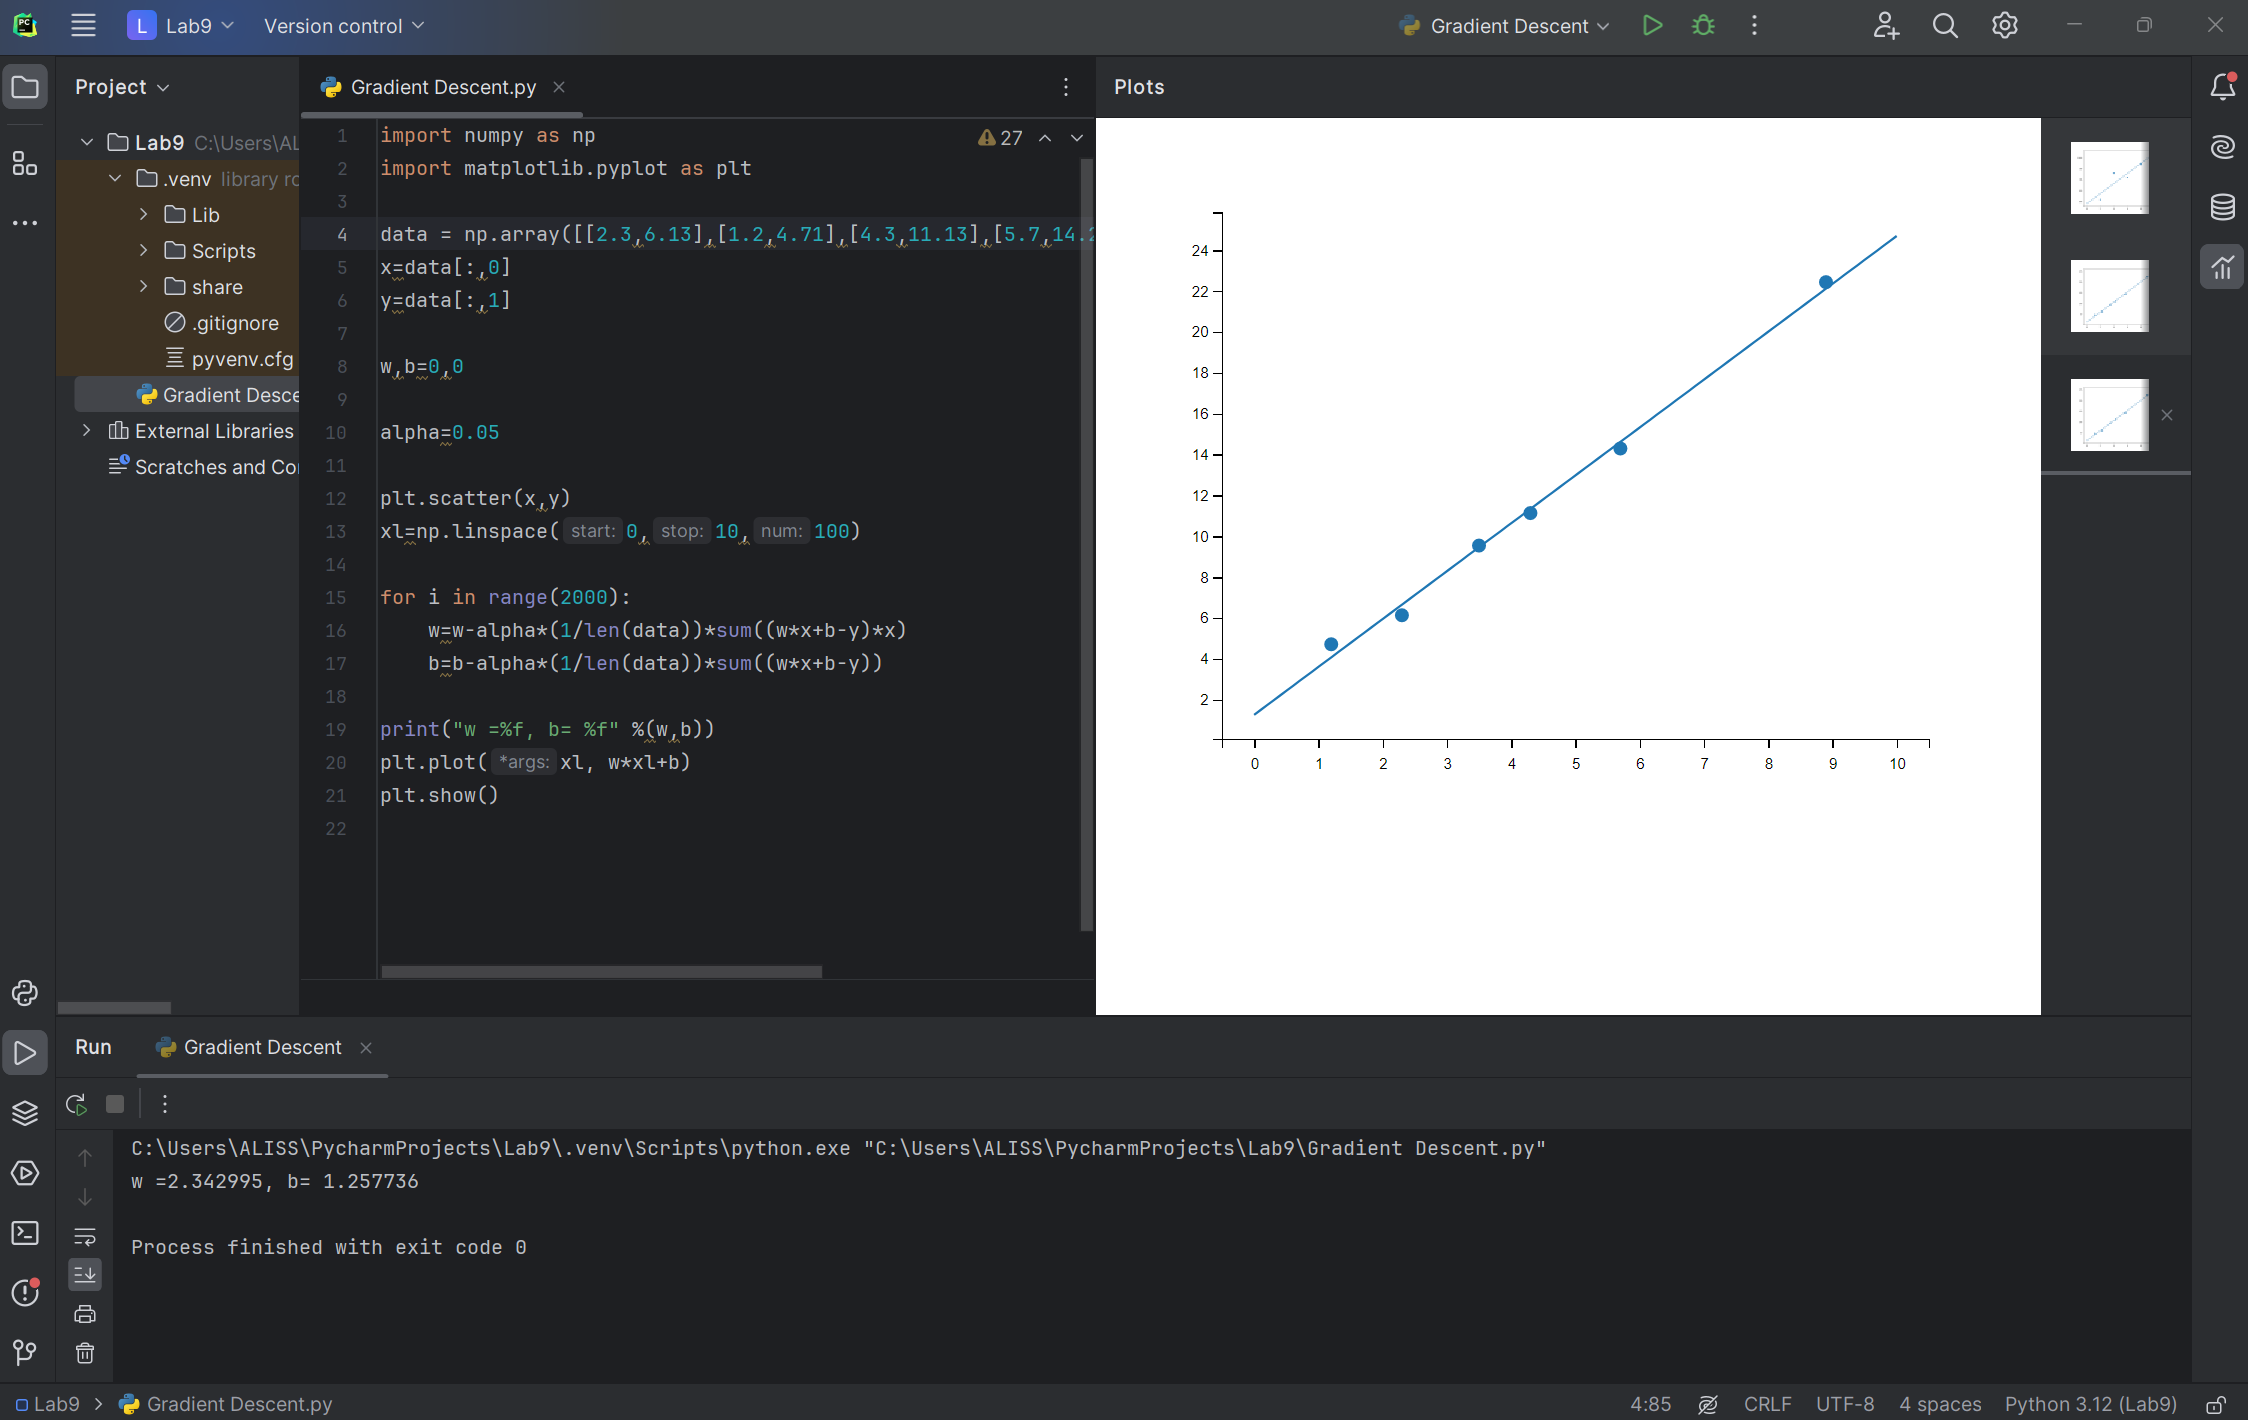 L Lab9 Version control Gradient Descent
Project
Gradient Descent.py
Plots
Lab9 C:\Users\AL
.venv library ro
Lib
Scripts
share
.gitignore
pyvenv.cfg
Gradient Desce
External Libraries
Scratches and Co
27
1 import numpy as np
2 import matplotlib.pyplot as plt
3
4 data = np.array([[2.3,6.13],[1.2,4.71],[4.3,11.13],[5.7,14.2
5 x=data[:,0]
6 y=data[:,1]
7
8 w,b=0,0
9
10 alpha=0.05
11
12 plt.scatter(x,y)
13 xl=np.linspace( start: 0, stop: 10, num: 100)
14
15 for i in range(2000):
16 w=w-alpha*(1/len(data))*sum((w*x+b-y)*x)
17 b=b-alpha*(1/len(data))*sum((w*x+b-y))
18
19 print("w =%f, b= %f" %(w,b))
20 plt.plot( *args: xl, w*xl+b)
21 plt.show()
22
24
22
20
18
16
14
12
10
8
6
4
2
0 1 2 3 4 5 6 7 8 9 10
Run Gradient Descent
C:\Users\ALISS\PycharmProjects\Lab9\.venv\Scripts\python.exe "C:\Users\ALISS\PycharmProjects\Lab9\Gradient Descent.py"
w =2.342995, b= 1.257736
Process finished with exit code 0
Lab9 > Gradient Descent.py
4:85 CRLF UTF-8 4 spaces Python 3.12 (Lab9)